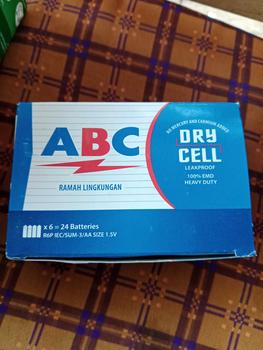 ABC
RAMAH LINGKUNGAN
x 6 = 24 Batteries
R6P IEC/SUM-3/AA SIZE 1.5V
NO MERCURY AND CADMIUM ADDED
DRY
CELL
LEAKPROOF
100% EMD
HEAVY DUTY